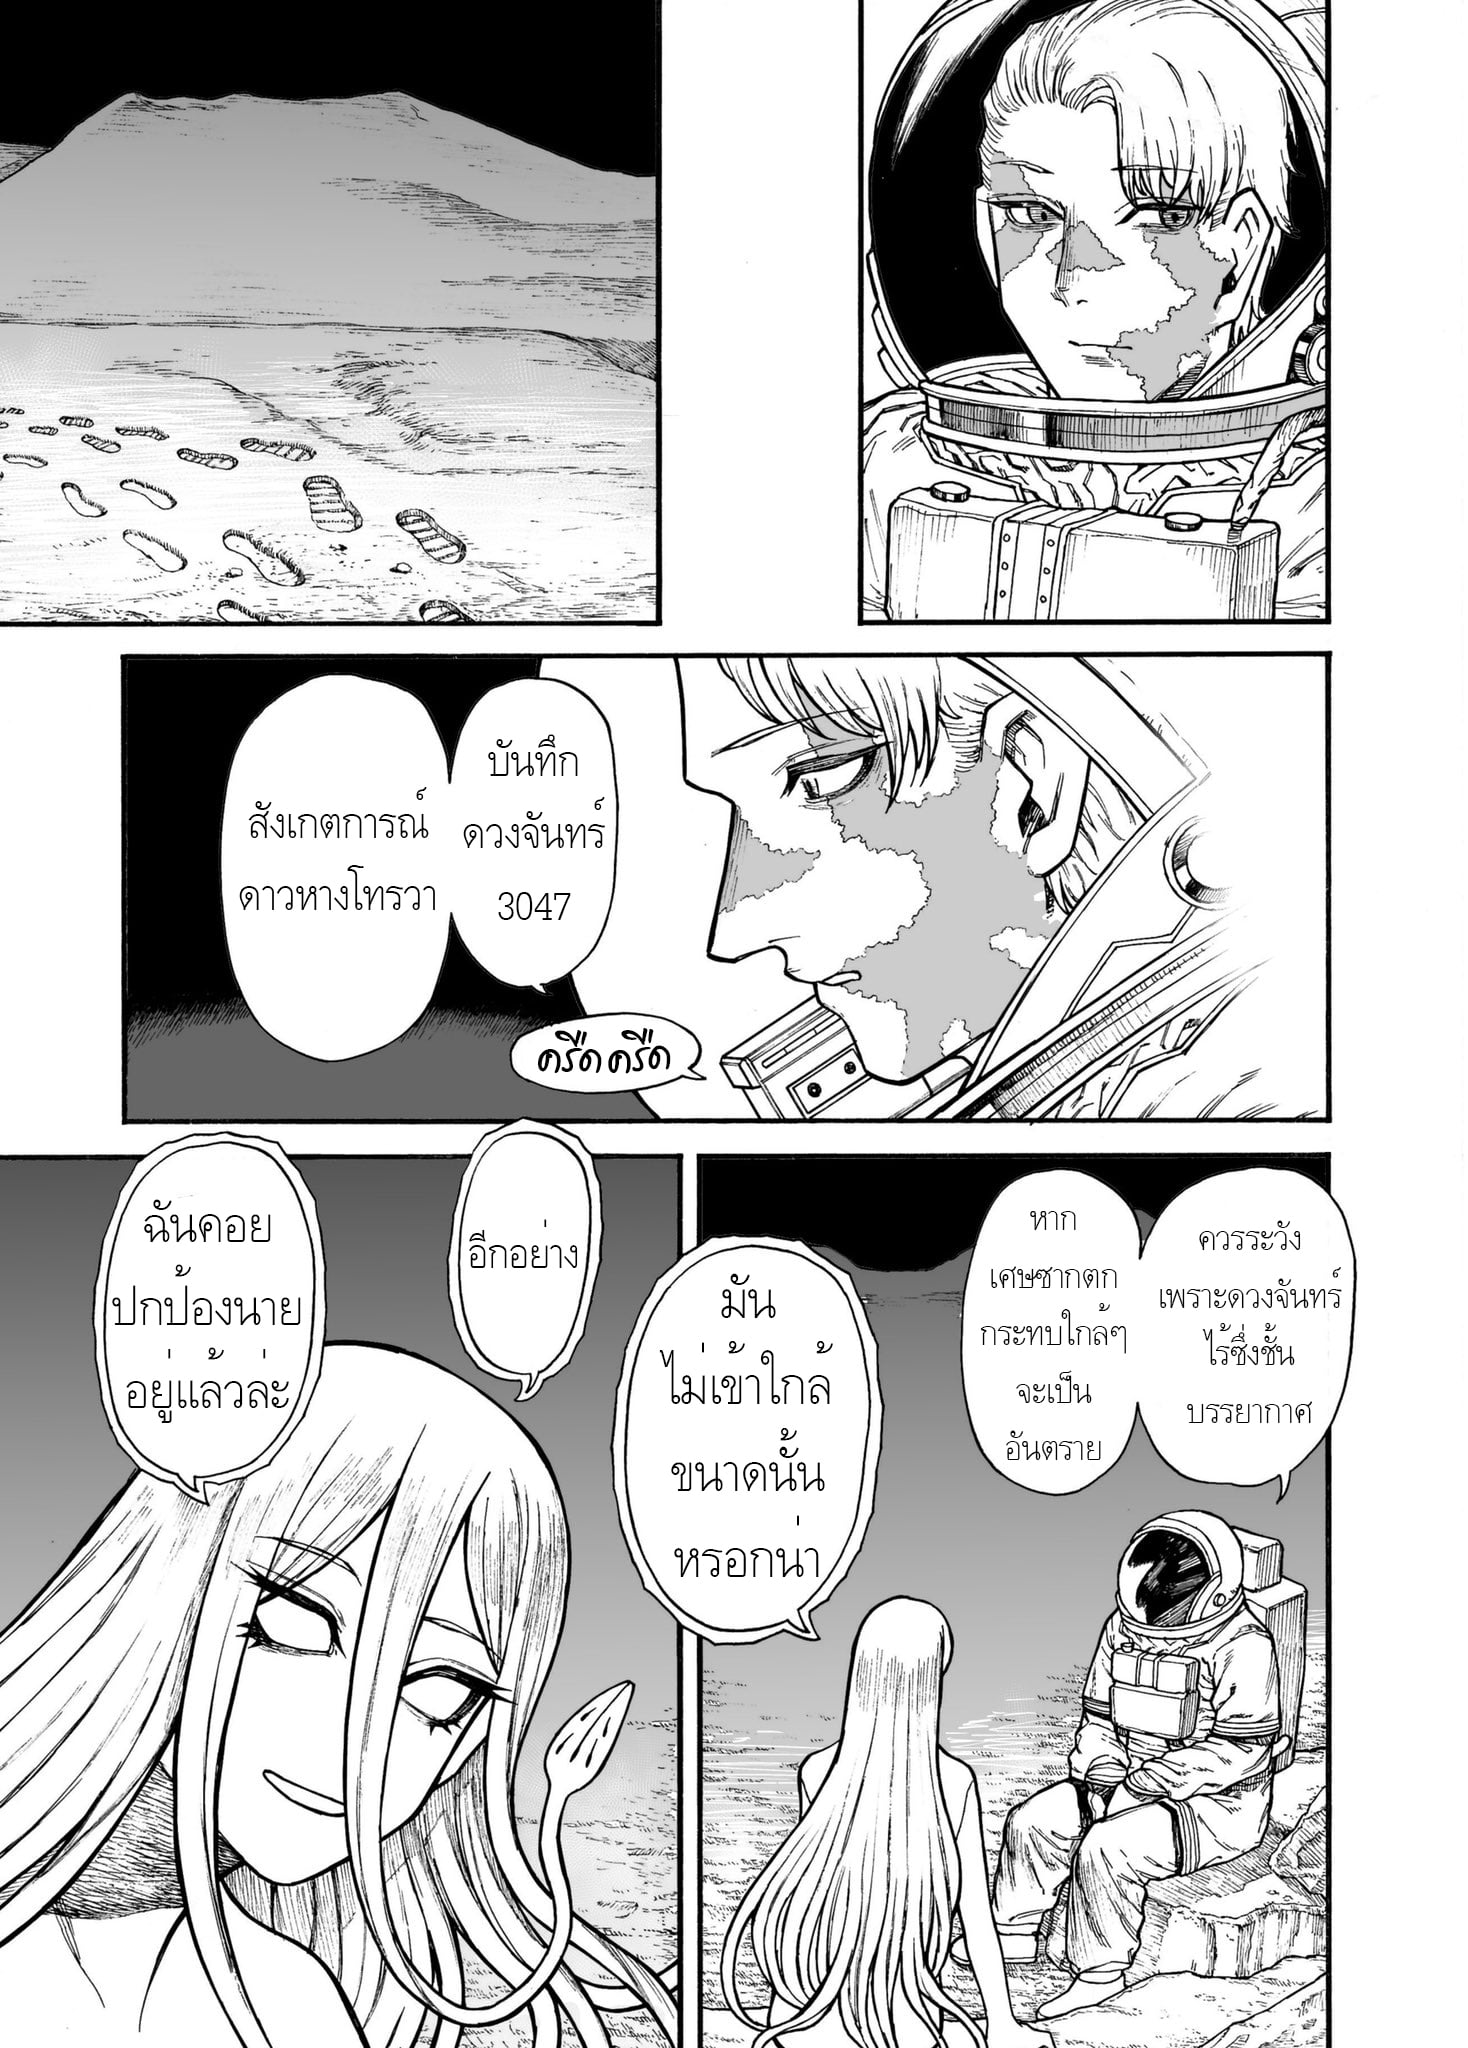 บันทึก
ดวงจันทร์
3047
สังเกตการณ์
ดาวหางโทรวา
ครืด ครืด
ควรระวัง
เพราะดวงจันทร์
ไร้ซึ่งชั้น
บรรยากาศ
หาก
เศษซากตก
กระทบใกล้ๆ
จะเป็น
อันตราย
มัน
ไม่เข้าใกล้
ขนาดนั้น
หรอกน่า
อีกอย่าง
ฉันคอย
ปกป้องนาย
อยู่แล้วล่ะ